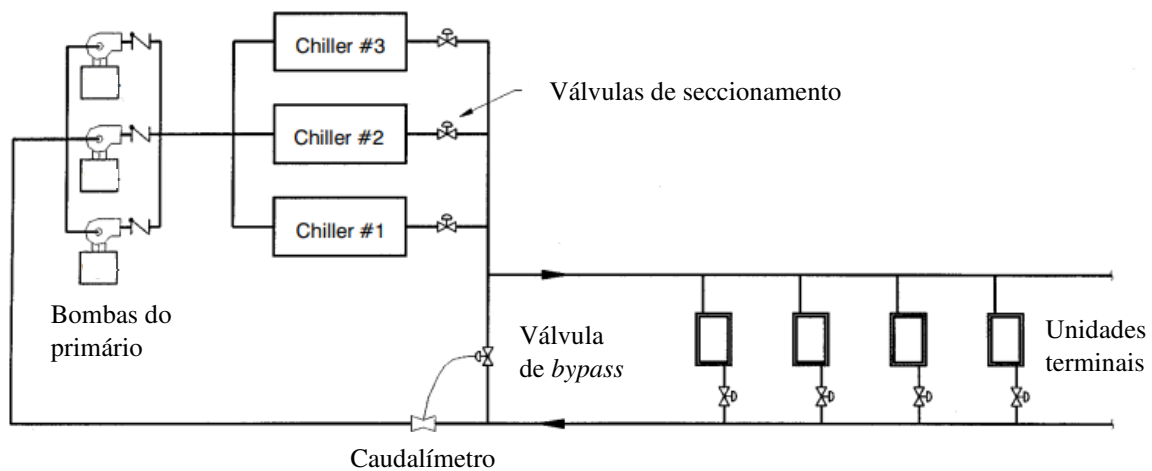 Chiller #3
Válvulas de seccionamento
Chiller #2
Chiller #1
Bombas do
primário
Válvula
de bypass
Unidades
terminais
Caudalímetro